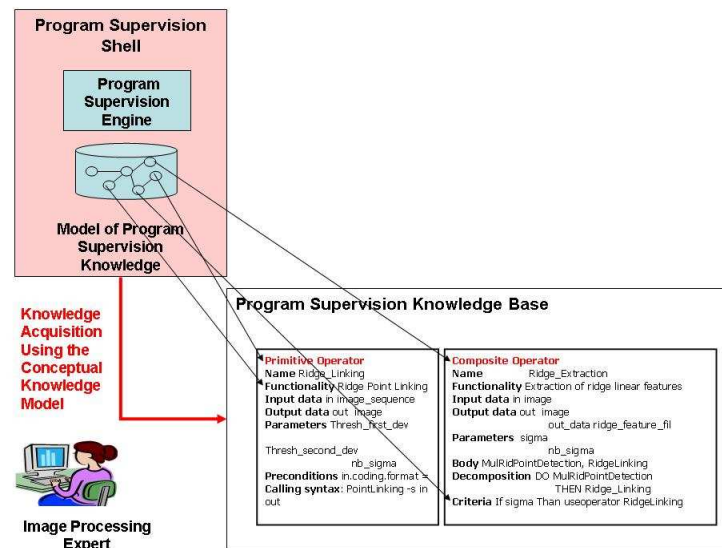 Program Supervision
Shell
Program
Supervision
Engine
Model of Program
Supervision
Knowledge
Knowledge
Acquisition
Using the
Conceptual
Knowledge
Model
Image Processing
Expert
Program Supervision Knowledge Base
Primitive Operator
Name Ridge_Linking
Functionality Ridge Point Linking
Input data in image_sequence
Output data out image
Parameters Thresh_first_dev
Thresh_second_dev
nb_sigma
Preconditions in.coding.format =
Calling syntax: PointLinking -s in
out
Composite Operator
Name Ridge_Extraction
Functionality Extraction of ridge linear features
Input data in image
Output data out image
out_data ridge_feature_fil
Parameters sigma
nb_sigma
Body MulRidPointDetection, RidgeLinking
Decomposition DO MulRidPointDetection
THEN Ridge_Linking
Criteria If sigma Than useoperator RidgeLinking